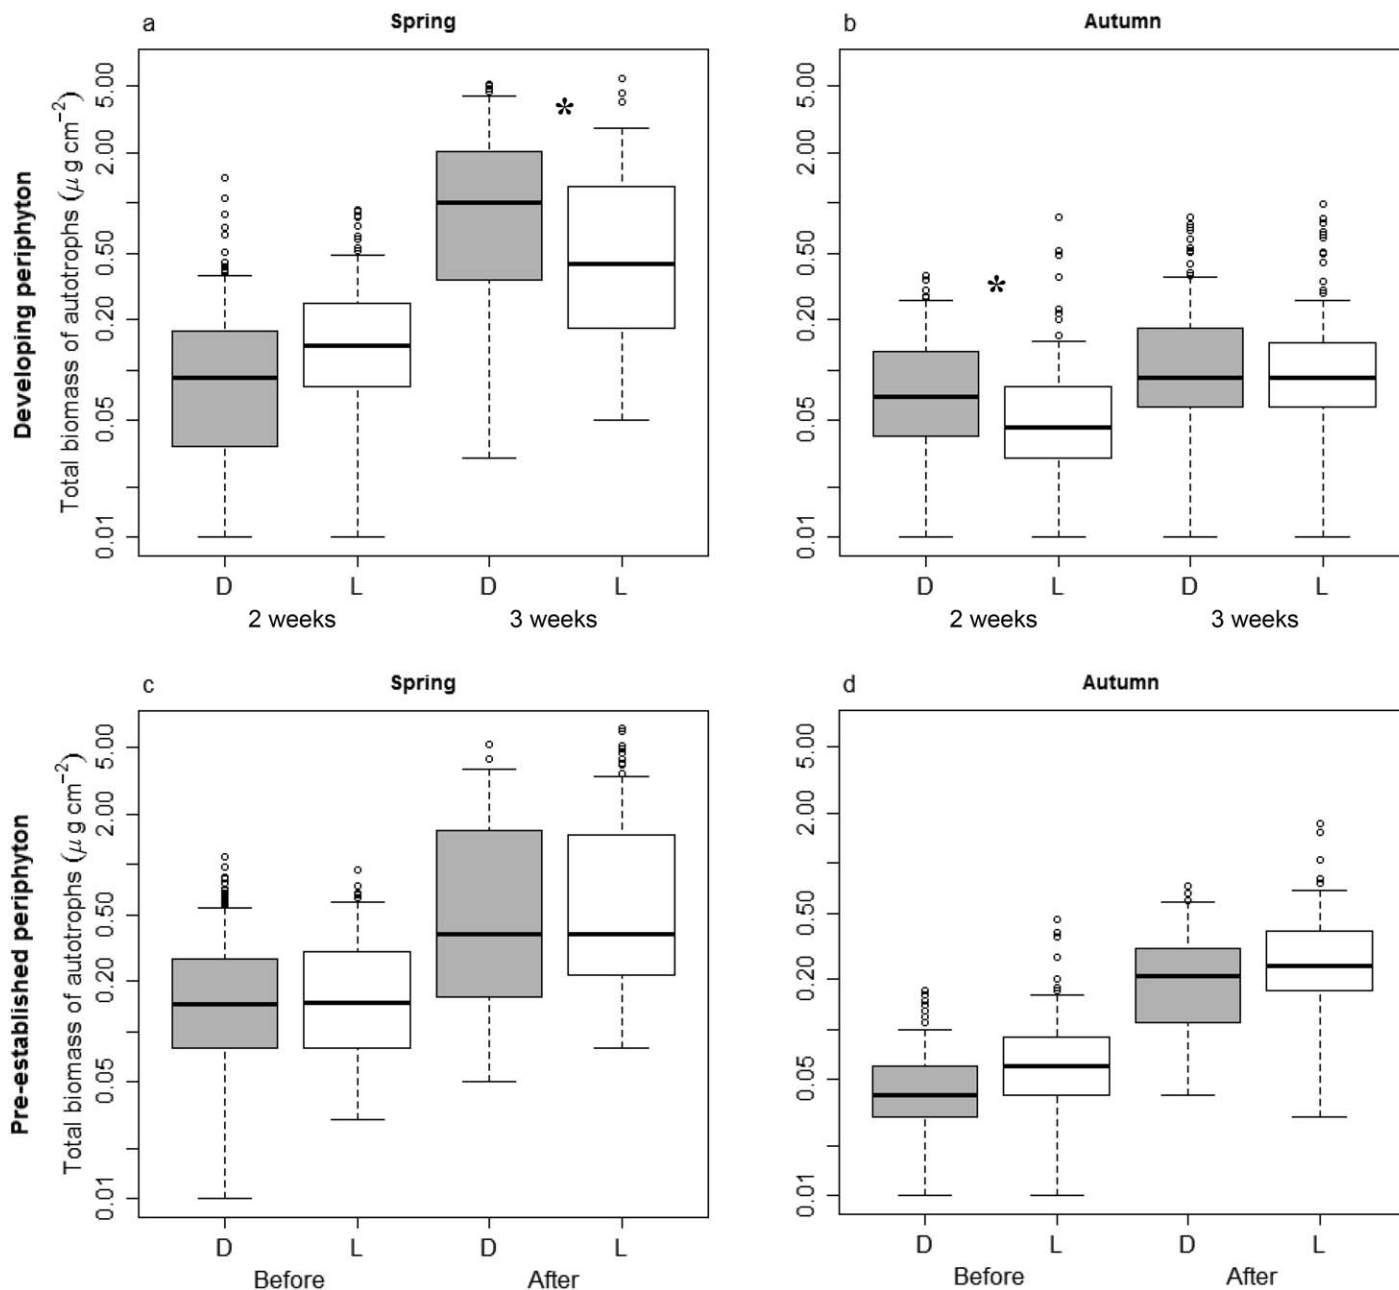 a Spring
b Autumn
Developing periphyton
Total biomass of autotrophs (μ g cm⁻²)
5.00
2.00
0.50
0.20
0.05
0.01
5.00
2.00
0.50
0.20
0.05
0.01
*
*
D L D L
2 weeks 3 weeks
D L D L
2 weeks 3 weeks
c Spring
d Autumn
Pre-established periphyton
Total biomass of autotrophs (μ g cm⁻²)
5.00
2.00
0.50
0.20
0.05
0.01
5.00
2.00
0.50
0.20
0.05
0.01
D L D L
Before After
D L D L
Before After